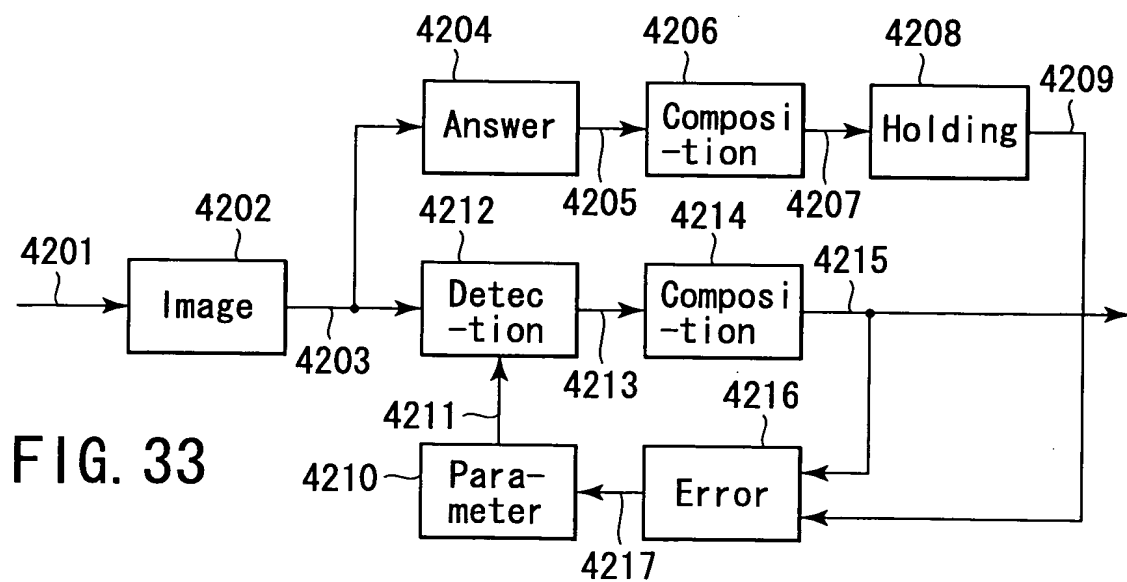 4204
4206
4208
4209
Answer
Composi
-tion
Holding
4205
4207
4212
4214
4202
4215
4201
Image
Detec
-tion
Composi
-tion
4203
4213
4211
4216
FIG. 33
4210
Para-
meter
Error
4217